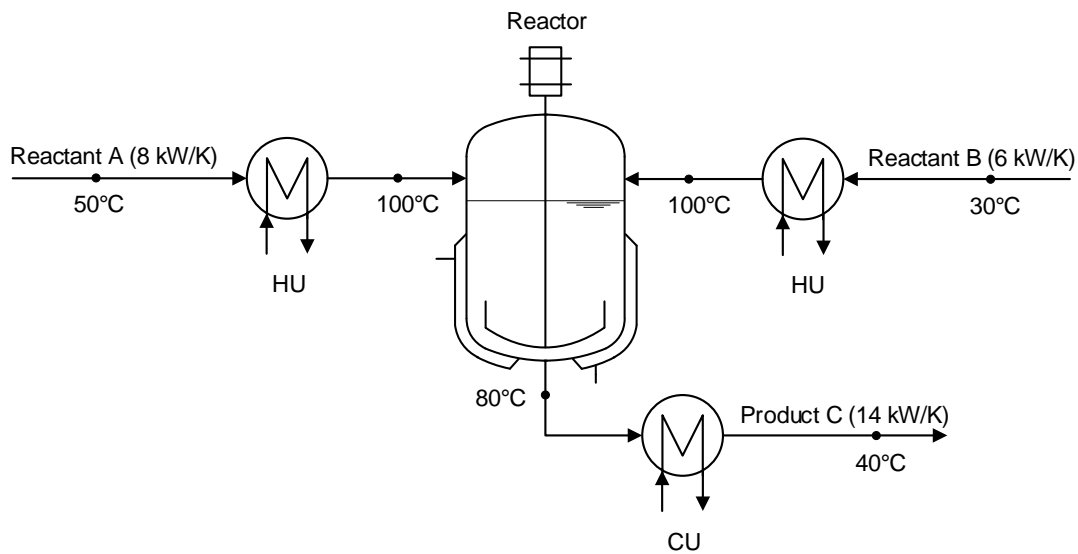 Reactor
Reactant A (8 kW/K)
50°C
100°C
HU
100°C
Reactant B (6 kW/K)
30°C
HU
80°C
Product C (14 kW/K)
40°C
CU